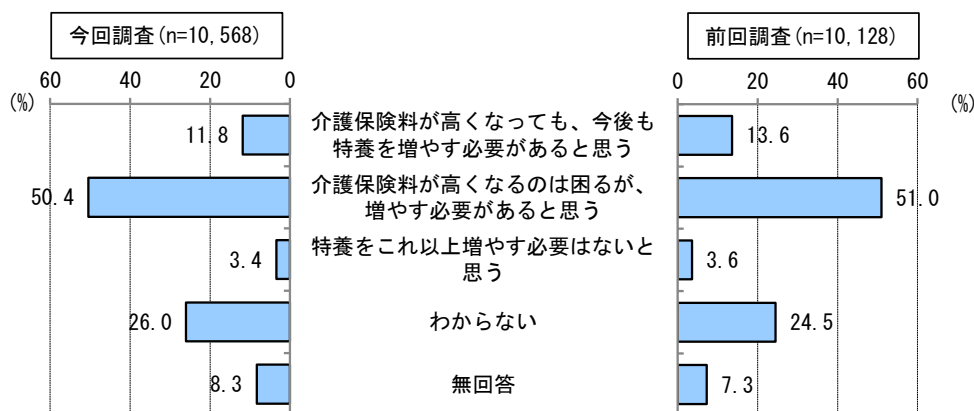 今回調査(n=10,568)
前回調査(n=10,128)
60 40 20 0
0 20 40 60
(%)
(%)
11.8 介護保険料が高くなっても、今後も 13.6
特養を増やす必要があると思う
50.4 介護保険料が高くなるのは困るが、 51.0
増やす必要があると思う
3.4 特養をこれ以上増やす必要はないと 3.6
思う
26.0 わからない 24.5
8.3 無回答 7.3